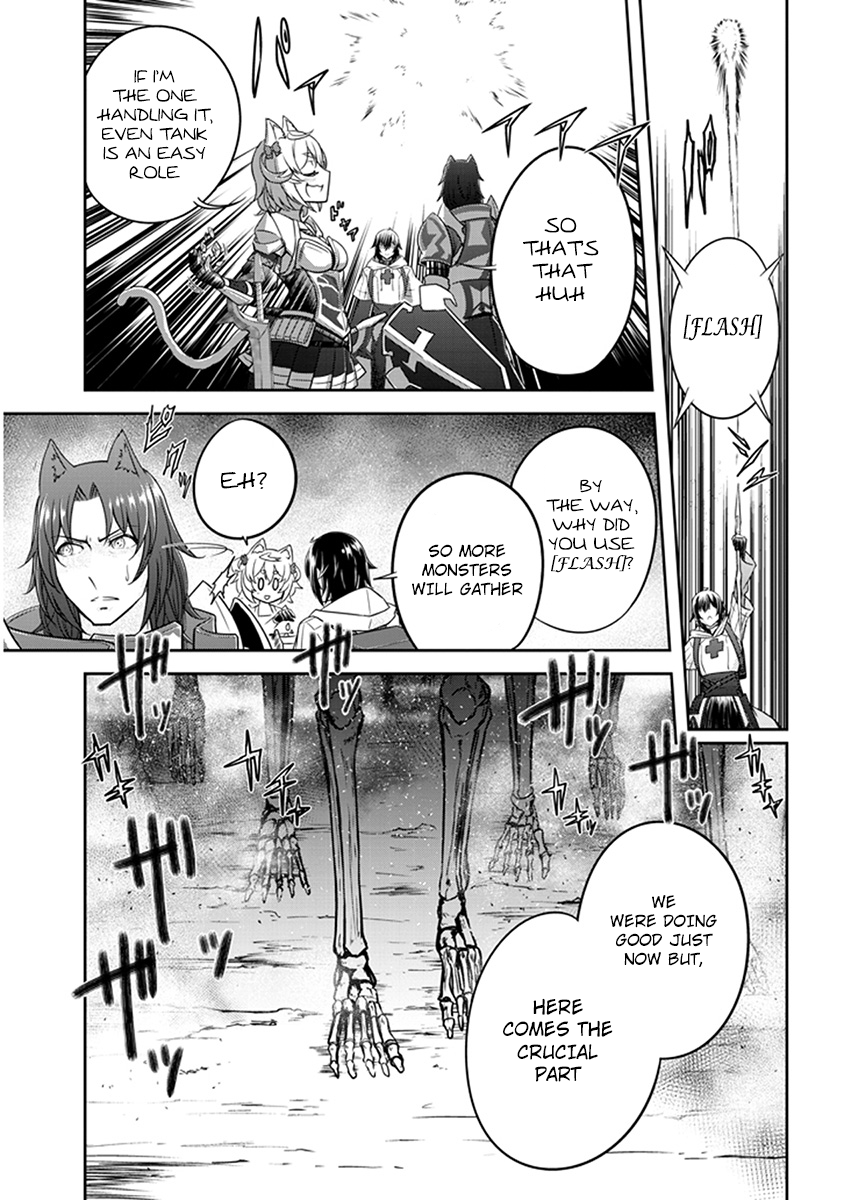 [FLASH]
SO
THAT'S
THAT
HUH
IF I'M
THE ONE
HANDLING IT,
EVEN TANK
IS AN EASY
ROLE
BY
THE WAY,
WHY DID
YOU USE
[FLASH]?
SO MORE
MONSTERS
WILL GATHER
EH?
WE
WERE DOING
GOOD JUST
NOW BUT,
HERE
COMES THE
CRUCIAL
PART